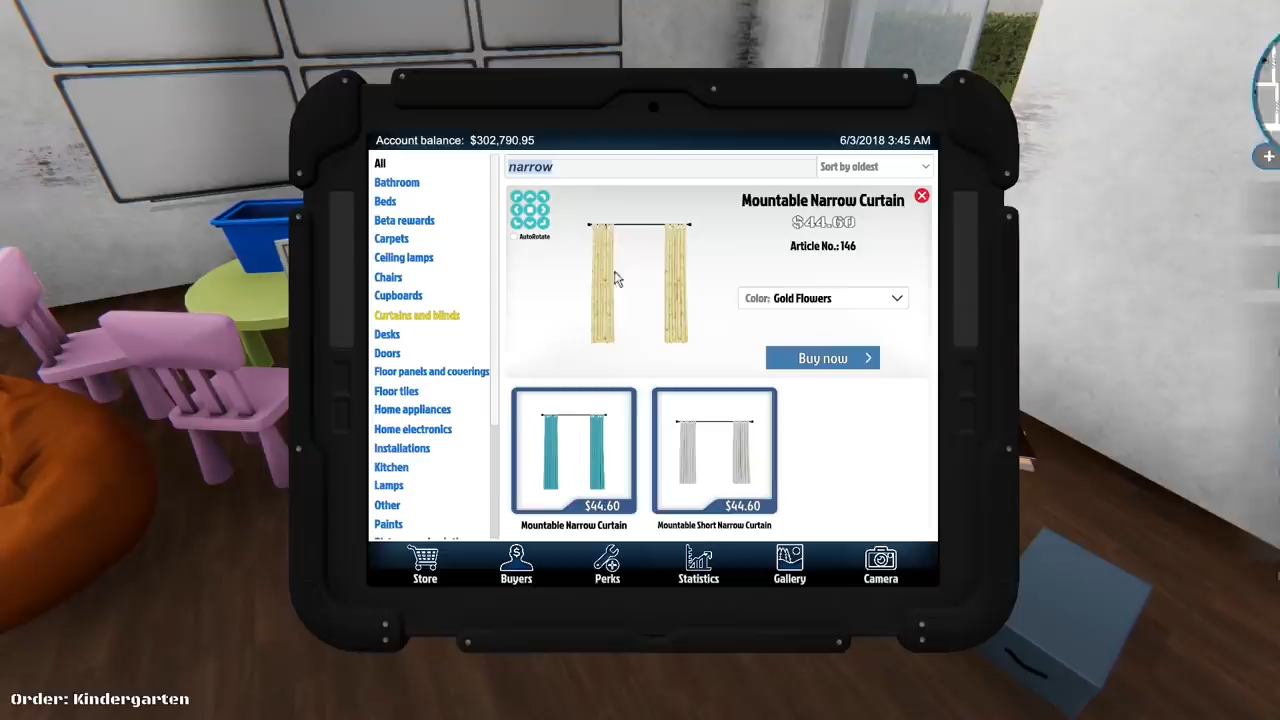 Account balance: $302,790.95
6/3/2018 3:45 AM
All
Bathroom
Beds
Beta rewards
Carpets
Ceiling lamps
Chairs
Cupboards
Curtains and blinds
Desks
Doors
Floor panels and coverings
Floor tiles
Home appliances
Home electronics
Installations
Kitchen
Lamps
Other
Paints
narrow
Sort by oldest
AutoRotate
Mountable Narrow Curtain
$44.60
Article No.: 146
Color: Gold Flowers
Buy now
$44.60
Mountable Narrow Curtain
$44.60
Mountable Short Narrow Curtain
Store
Buyers
Perks
Statistics
Gallery
Camera
Order: Kindergarten